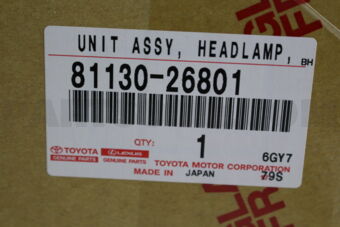 UNIT ASSY, HEADLAMP,
BH
81130-26801
QTY: 1
6GY7
TOYOTA LEXUS
GENUINE PARTS GENUINE PARTS
TOYOTA MOTOR CORPORATION
MADE IN JAPAN 79S